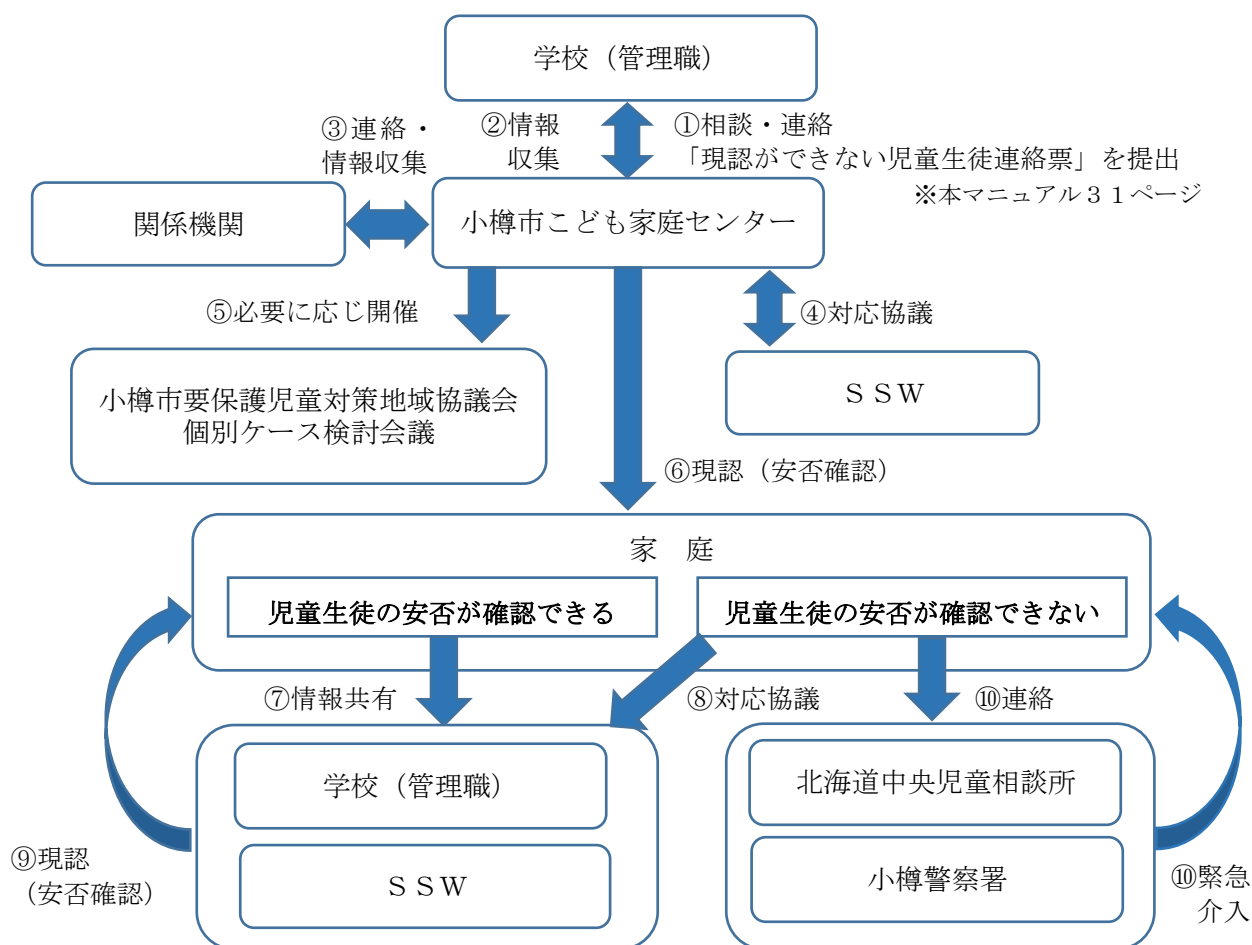 学校（管理職）
③連絡・
情報収集
②情報
収集
①相談・連絡
「現認ができない児童生徒連絡票」を提出
※本マニュアル３１ページ
関係機関
小樽市こども家庭センター
⑤必要に応じ開催
④対応協議
小樽市要保護児童対策地域協議会
個別ケース検討会議
ＳＳＷ
⑥現認（安否確認）
家　庭
児童生徒の安否が確認できる
児童生徒の安否が確認できない
⑦情報共有
⑧対応協議
⑩連絡
学校（管理職）
ＳＳＷ
北海道中央児童相談所
小樽警察署
⑨現認
（安否確認）
⑩緊急
介入